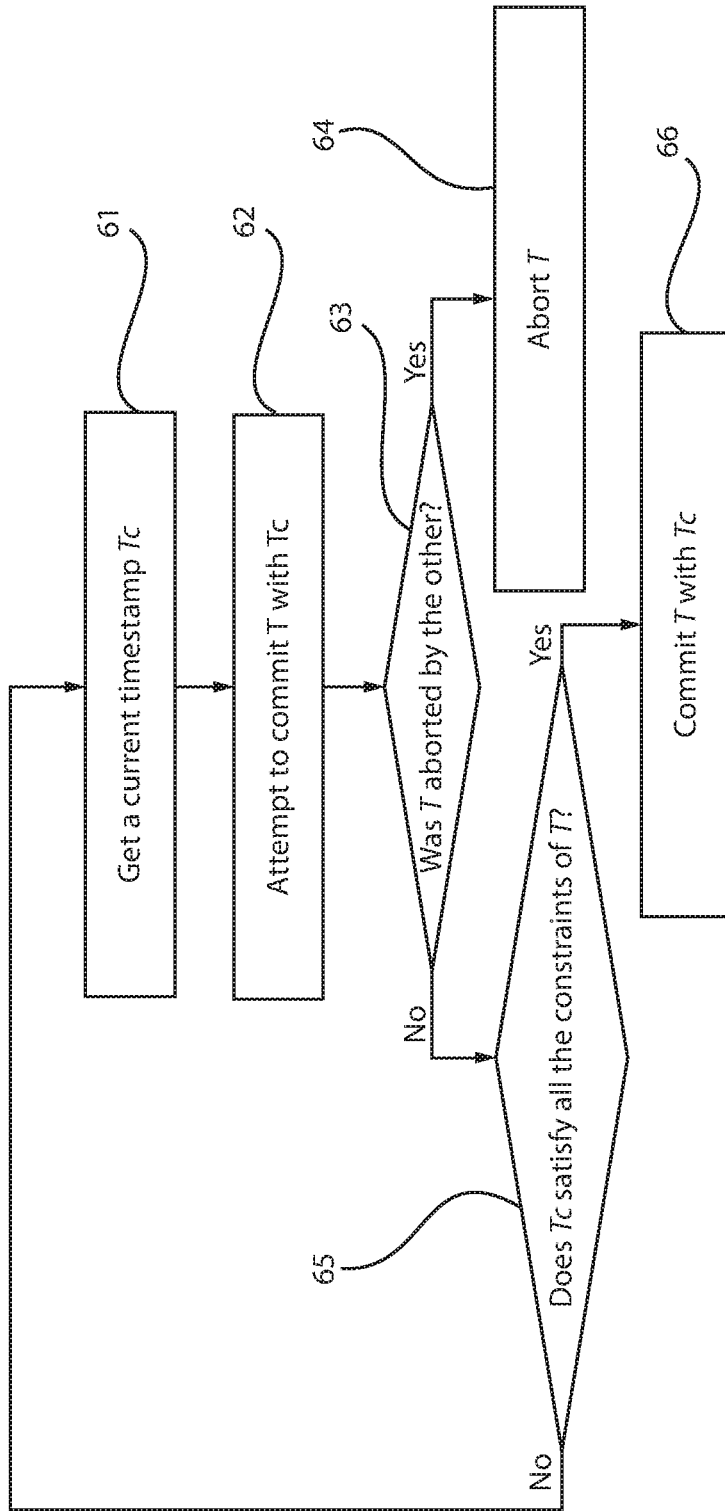 61
Get a current timestamp Tc
62
Attempt to commit T with Tc
63
Was T aborted by the other?
Yes
No
64
Abort T
65
Does Tc satisfy all the constraints of T?
Yes
No
66
Commit T with Tc